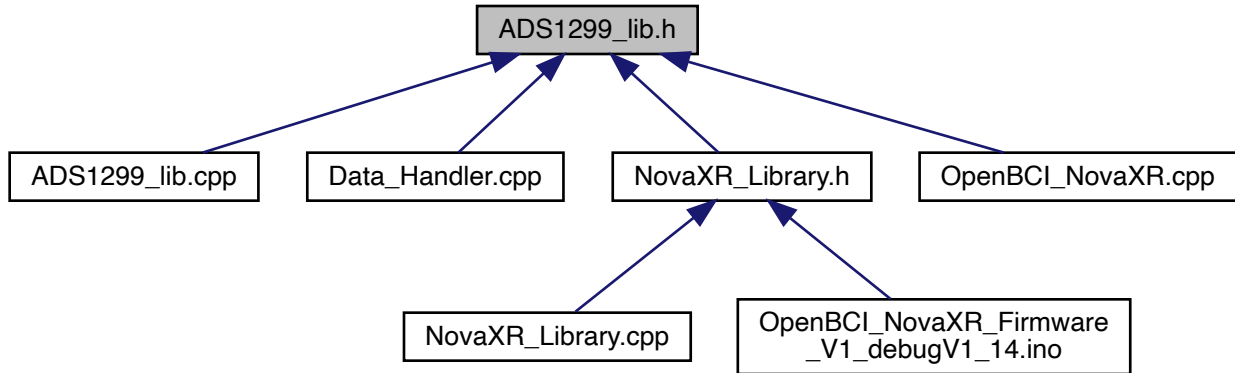 ADS1299_lib.h
ADS1299_lib.cpp
Data_Handler.cpp
NovaXR_Library.h
OpenBCI_NovaXR.cpp
NovaXR_Library.cpp
OpenBCI_NovaXR_Firmware
_V1_debugV1_14.ino